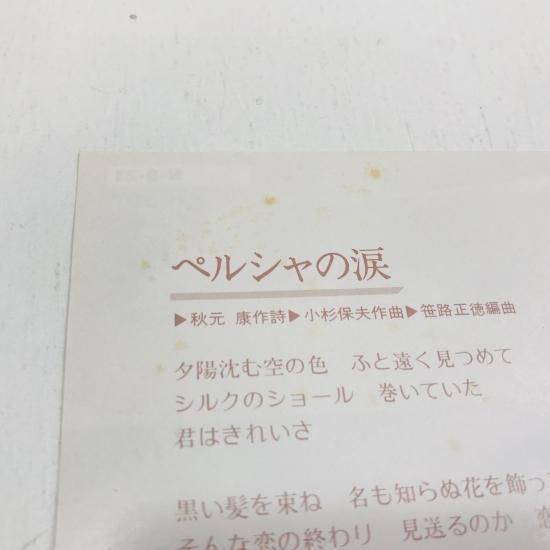 ペルシャの涙
▶秋元 康作詩▶小杉保夫作曲▶笹路正徳編曲
夕陽沈む空の色　ふと遠く見つめて
シルクのショール　巻いていた
君はきれいさ
黒い髪を束ね　名も知らぬ花を飾っ
そんな恋の終わり　見送るのか